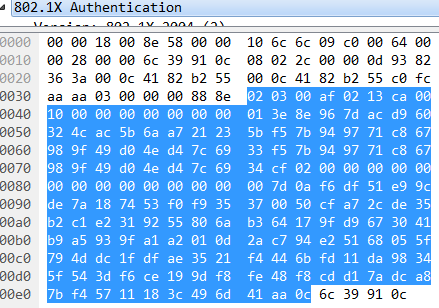 802.1X Authentication
Version: 802.1X-2004 (2)
0000 00 00 18 00 8e 58 00 00 10 6c 6c 09 c0 00 64 00
0010 00 28 00 00 6c 39 91 0c 08 02 2c 00 00 0d 93 82
0020 36 3a 00 0c 41 82 b2 55 00 0c 41 82 b2 55 c0 fc
0030 aa aa 03 00 00 00 88 8e 02 03 00 af 02 13 ca 00
0040 10 00 00 00 00 00 00 00 01 3e 8e 96 7d ac d9 60
0050 32 4c ac 5b 6a a7 21 23 5b f5 7b 94 97 71 c8 67
0060 98 9f 49 d0 4e d4 7c 69 33 f5 7b 94 97 71 c8 67
0070 98 9f 49 d0 4e d4 7c 69 34 cf 02 00 00 00 00 00
0080 00 00 00 00 00 00 00 00 00 7d 0a f6 df 51 e9 9c
0090 de 7a 18 74 53 f0 f9 35 37 00 50 cf a7 2c de 35
00a0 b2 c1 e2 31 92 55 80 6a b3 64 17 9f d9 67 30 41
00b0 b9 a5 93 9f a1 a2 01 0d 2a c7 94 e2 51 68 05 5f
00c0 79 4d dc 1f df ae 35 21 f4 44 6b fd 11 da 98 34
00d0 5f 54 3d f6 ce 19 9d f8 fe 48 f8 cd d1 7a dc a8
00e0 7b f4 57 11 18 3c 49 6d 41 aa 0c 6c 39 91 0c